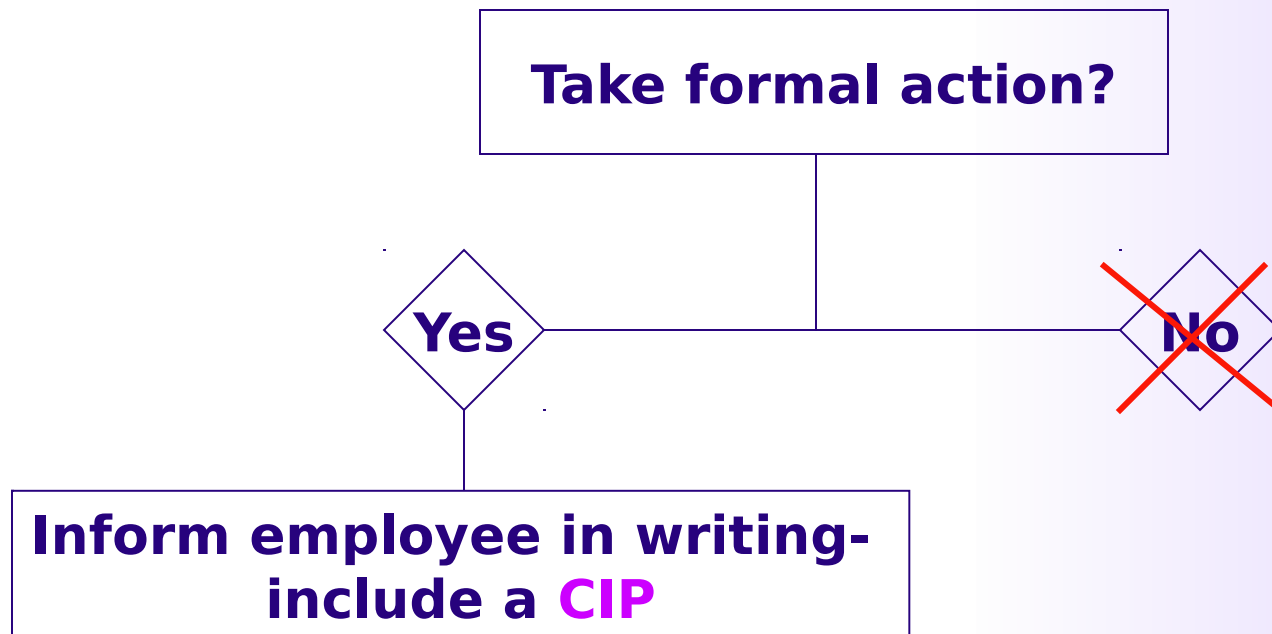 Take formal action?
Yes
No
Inform employee in writing-
include a CIP